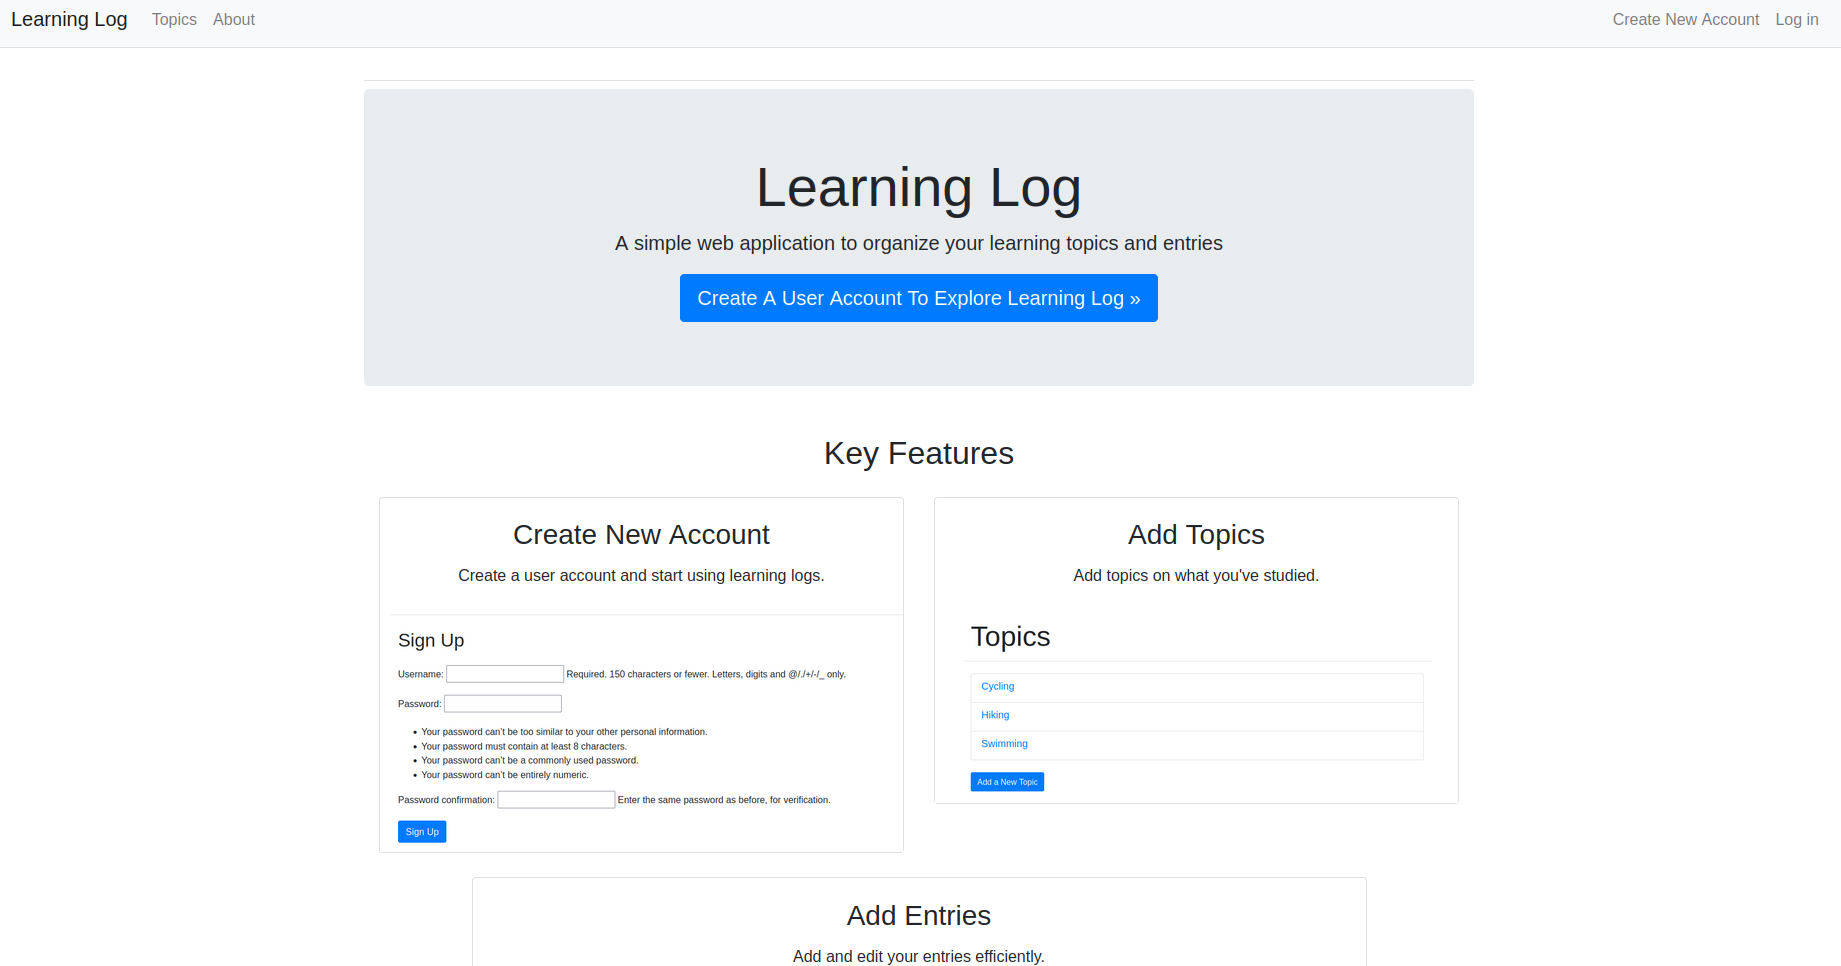 Learning Log Topics About Create New Account Log in
Learning Log
A simple web application to organize your learning topics and entries
Create A User Account To Explore Learning Log »
Key Features
Create New Account
Create a user account and start using learning logs.
Sign Up
Username: Required. 150 characters or fewer. Letters, digits and @/./+/-/_ only.
Password:
• Your password can't be too similar to your other personal information.
• Your password must contain at least 8 characters.
• Your password can't be a commonly used password.
• Your password can't be entirely numeric.
Password confirmation: Enter the same password as before, for verification.
Sign Up
Add Topics
Add topics on what you've studied.
Topics
Cycling
Hiking
Swimming
Add a New Topic
Add Entries
Add and edit your entries efficiently.